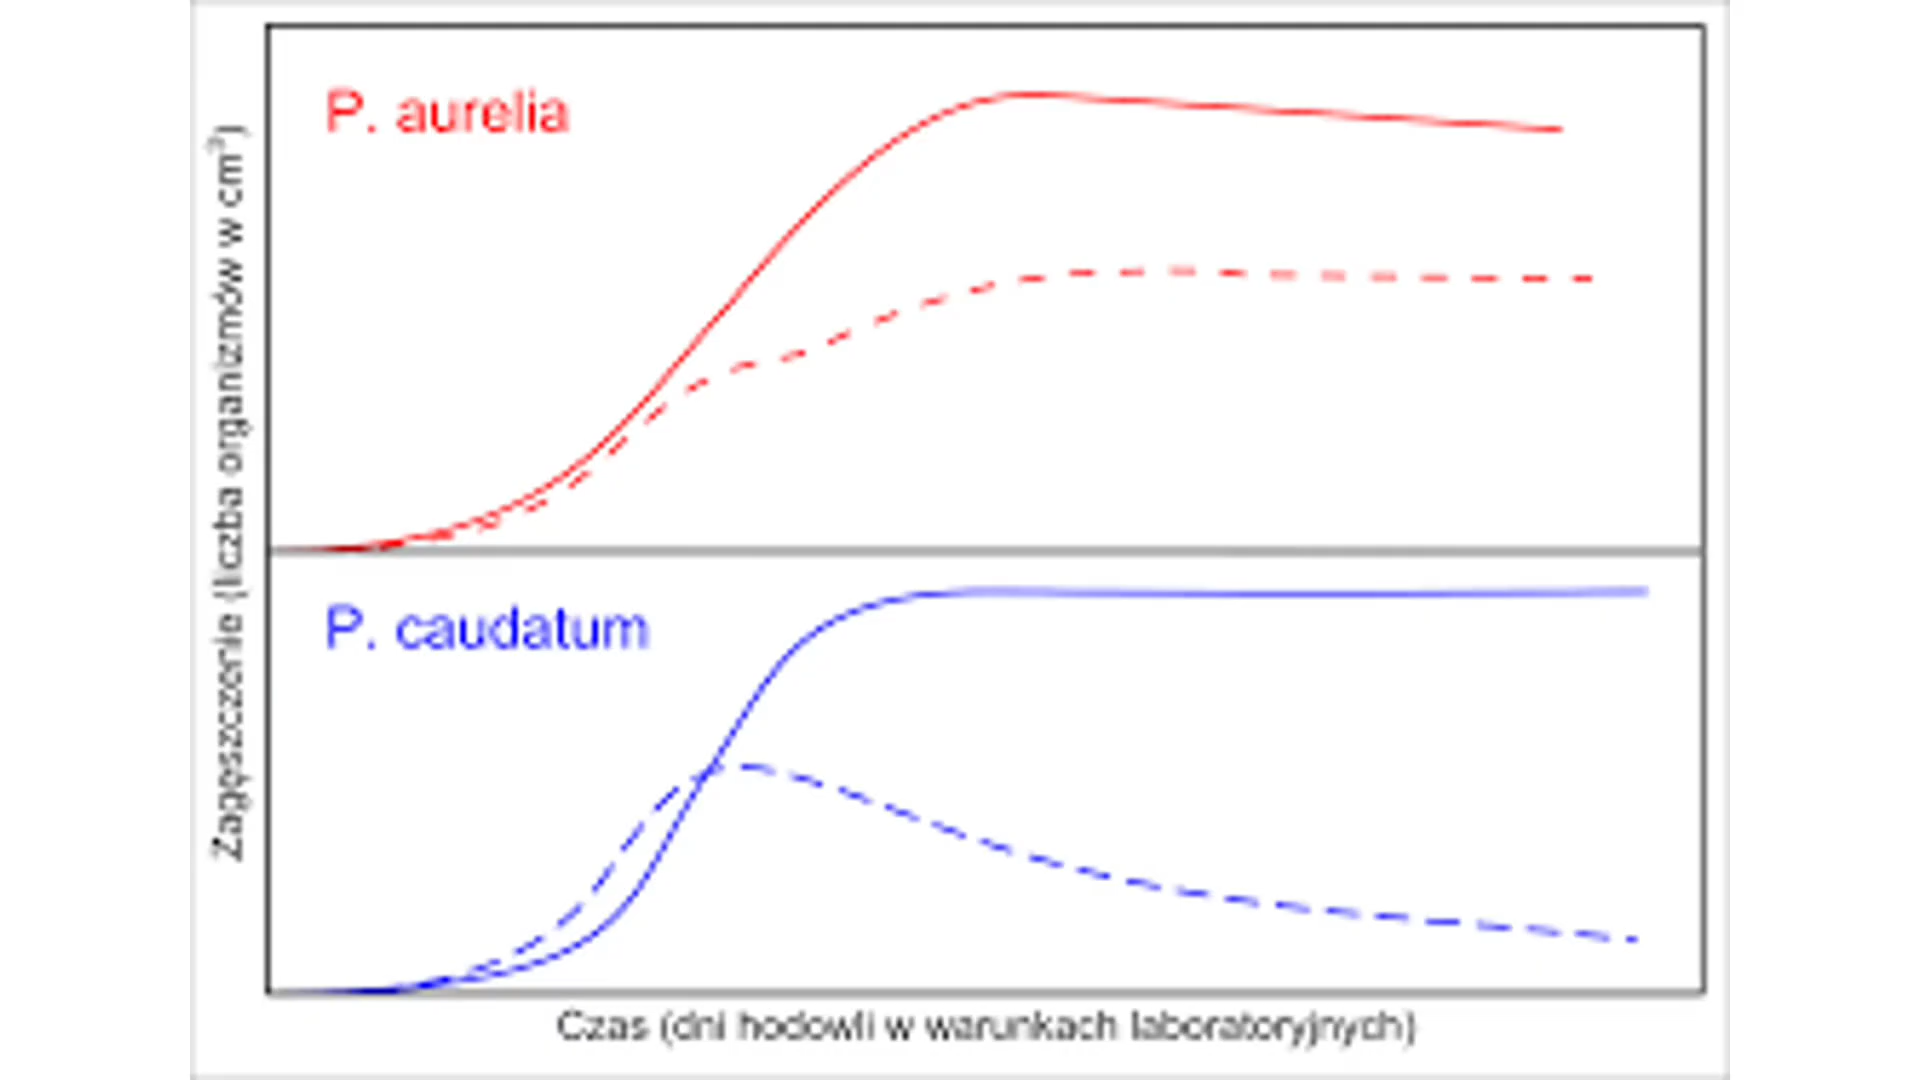 P. aurelia
Zagęszczenie (liczba organizmów w cm³)
P. caudatum
Czas (dni hodowli w warunkach laboratoryjnych)